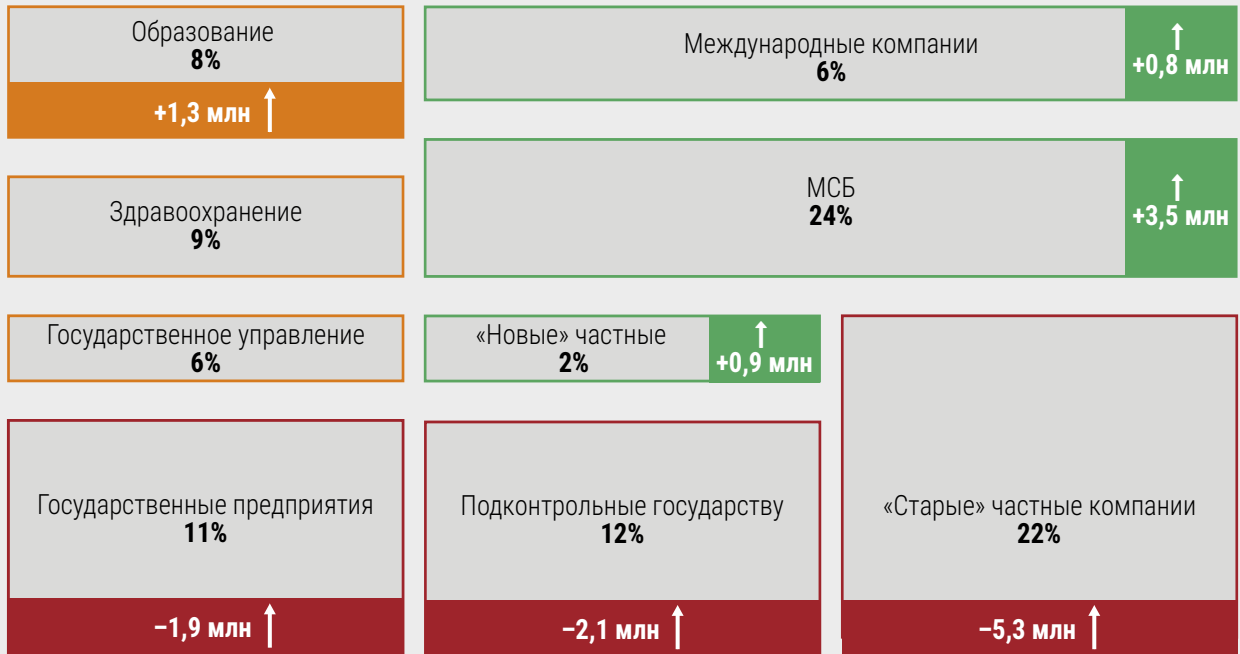 Образование
8%
+1,3 млн
Международные компании
6%
+0,8 млн
Здравоохранение
9%
МСБ
24%
+3,5 млн
Государственное управление
6%
«Новые» частные
2%
+0,9 млн
Государственные предприятия
11%
−1,9 млн
Подконтрольные государству
12%
−2,1 млн
«Старые» частные компании
22%
−5,3 млн